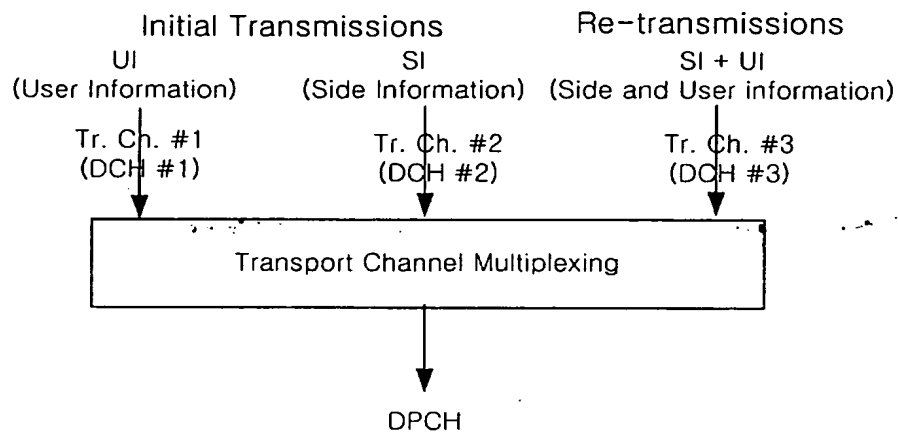 Initial Transmissions
Re-transmissions
UI
(User Information)
SI
(Side Information)
SI + UI
(Side and User information)
Tr. Ch. #1
(DCH #1)
Tr. Ch. #2
(DCH #2)
Tr. Ch. #3
(DCH #3)
Transport Channel Multiplexing
DPCH